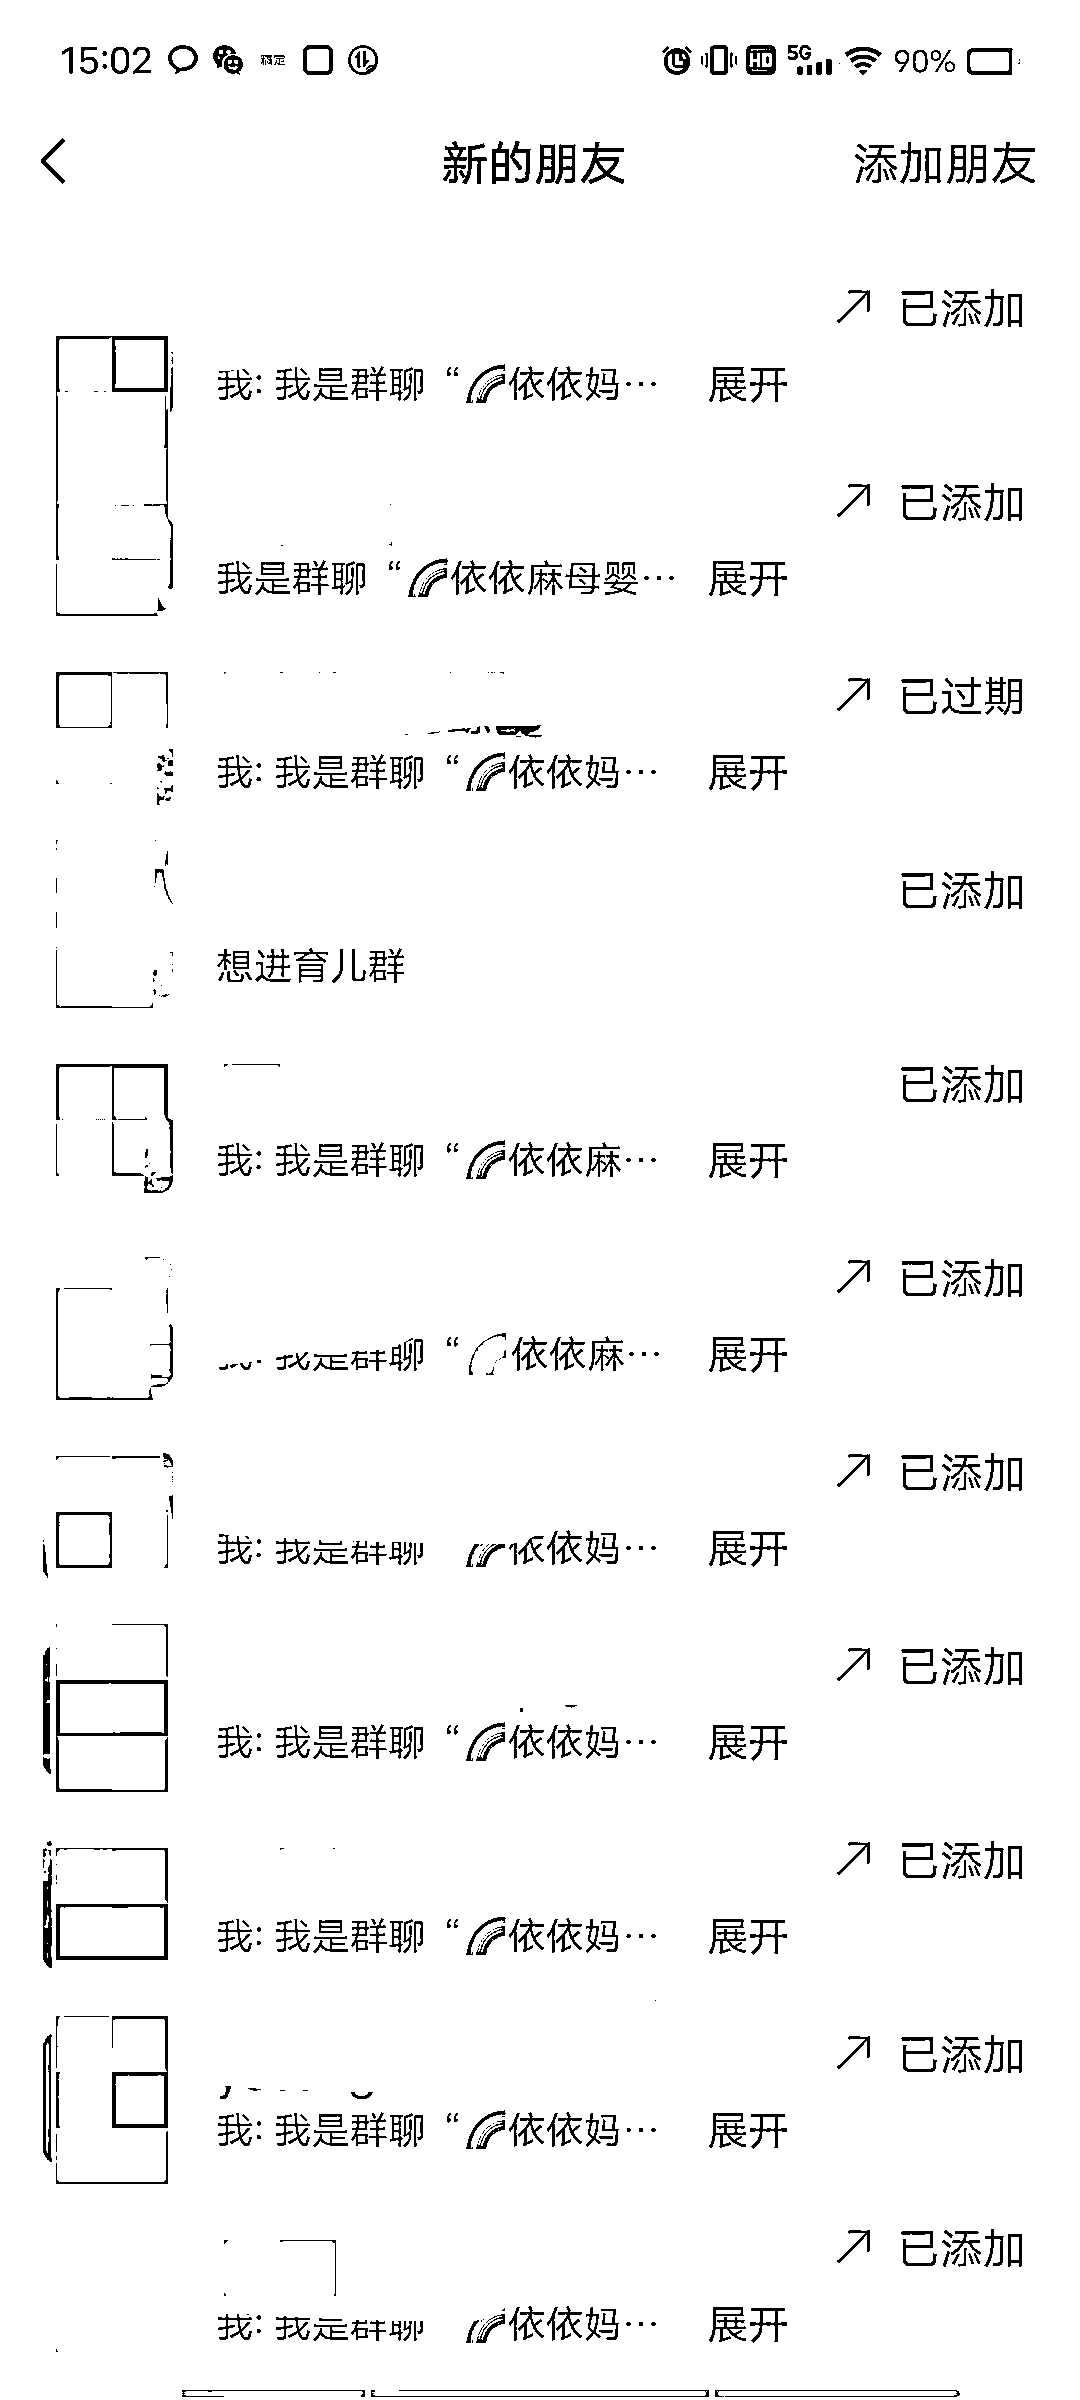 15:02 稿定 HD 5G 90%
新的朋友 添加朋友
已添加
我: 我是群聊 “🌈依依妈… 展开
已添加
我是群聊 “🌈依依麻母婴… 展开
已过期
我: 我是群聊 “🌈依依妈… 展开
已添加
想进育儿群
已添加
我: 我是群聊 “🌈依依麻… 展开
已添加
我: 我是群聊 “🌈依依麻… 展开
已添加
我: 我是群聊 🌈依依妈… 展开
已添加
我: 我是群聊 “🌈依依妈… 展开
已添加
我: 我是群聊 “🌈依依妈… 展开
已添加
我: 我是群聊 “🌈依依妈… 展开
已添加
我: 我是群聊 🌈依依妈… 展开